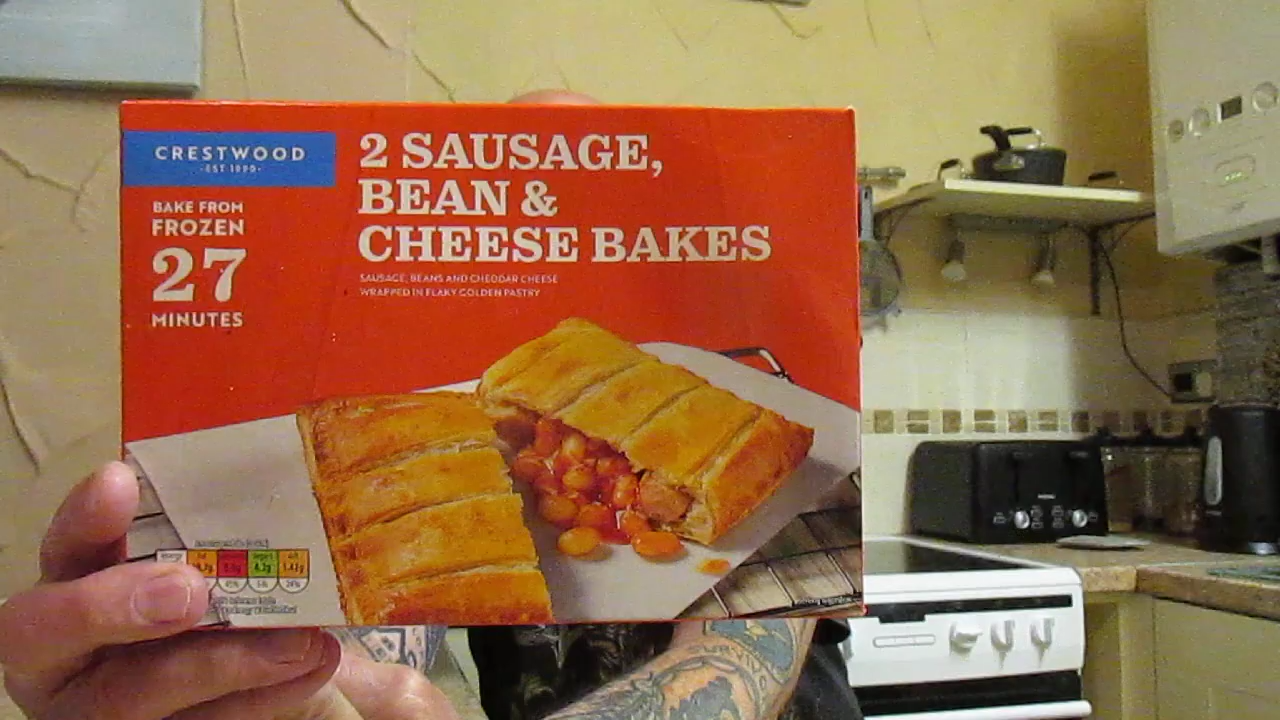 CRESTWOOD
-EST 1990-
BAKE FROM
FROZEN
27
MINUTES
2 SAUSAGE,
BEAN &
CHEESE BAKES
SAUSAGE, BEANS AND CHEDDAR CHEESE
WRAPPED IN FLAKY GOLDEN PASTRY